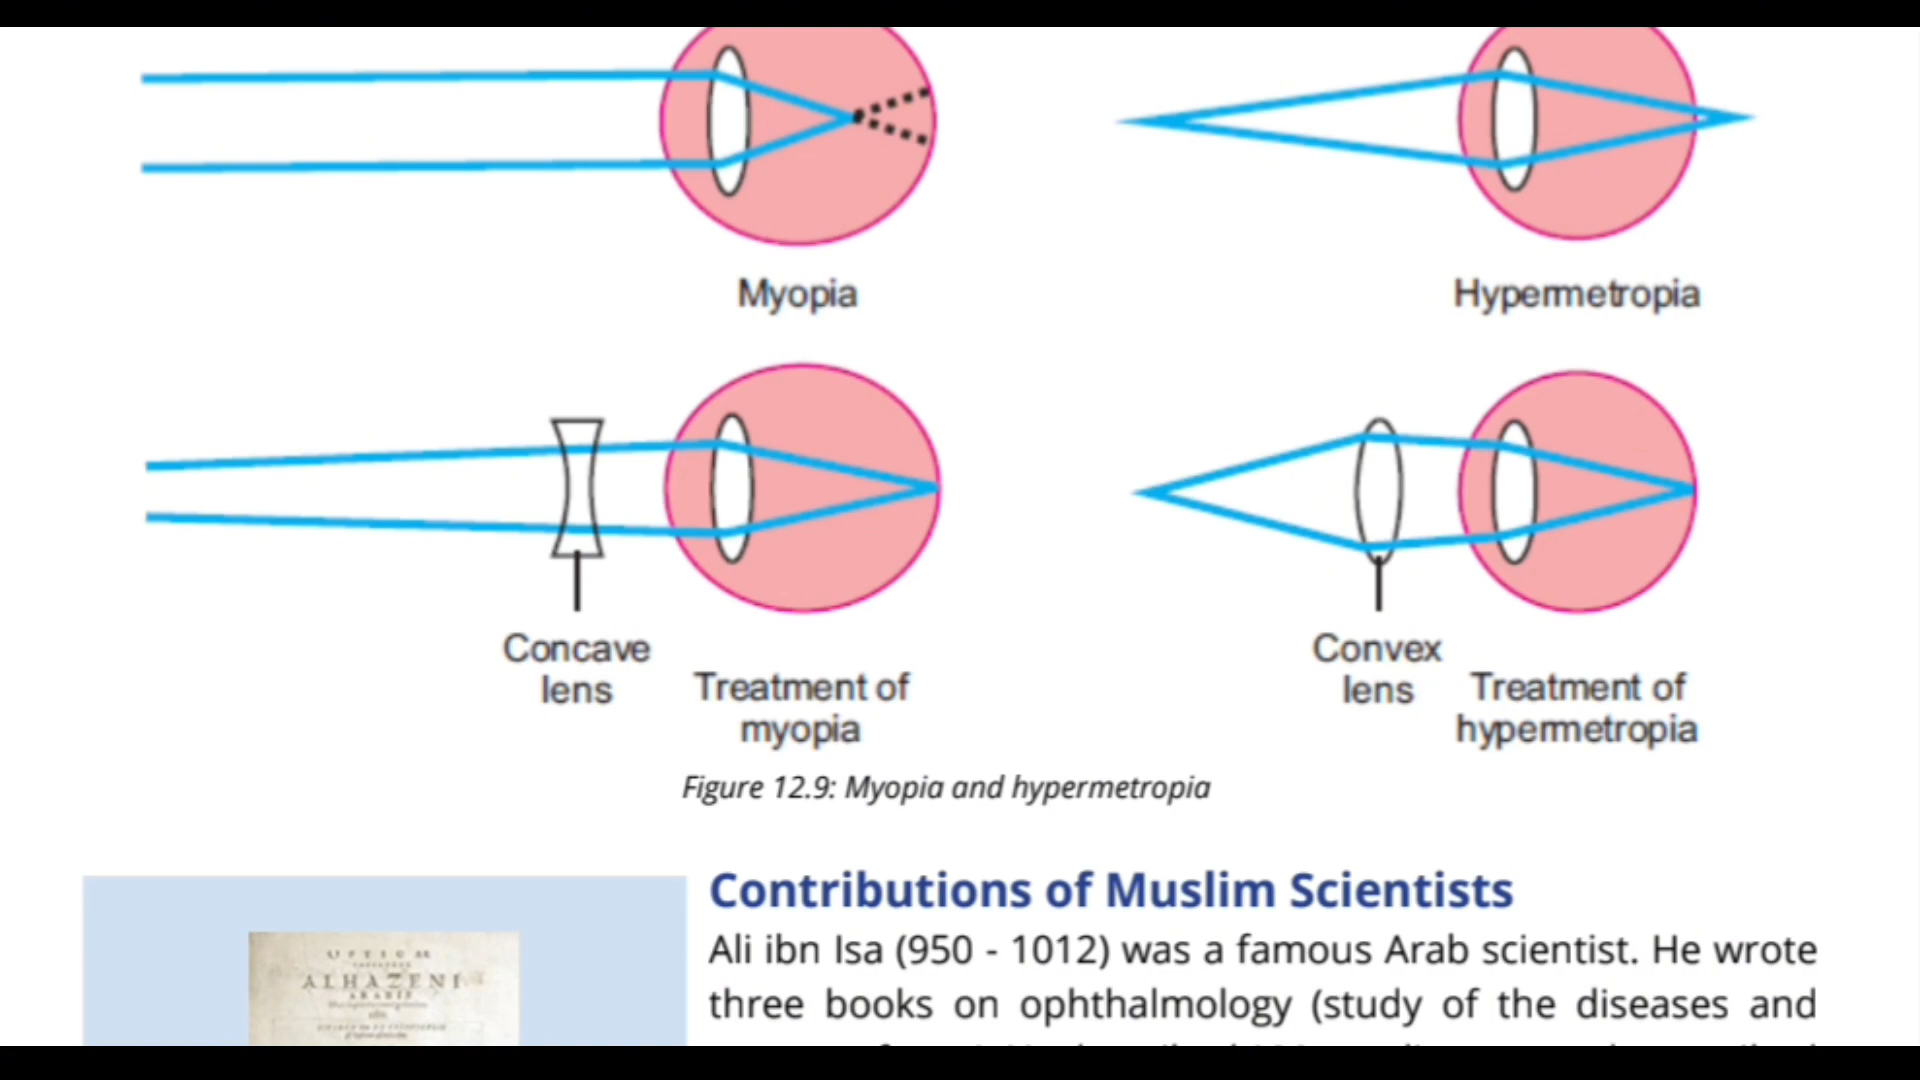 Myopia
Hypermetropia
Concave
lens
Treatment of
myopia
Convex
lens
Treatment of
hypermetropia
Figure 12.9: Myopia and hypermetropia
Contributions of Muslim Scientists
Ali ibn Isa (950 - 1012) was a famous Arab scientist. He wrote
three books on ophthalmology (study of the diseases and
ALHAZENI
ARABIS